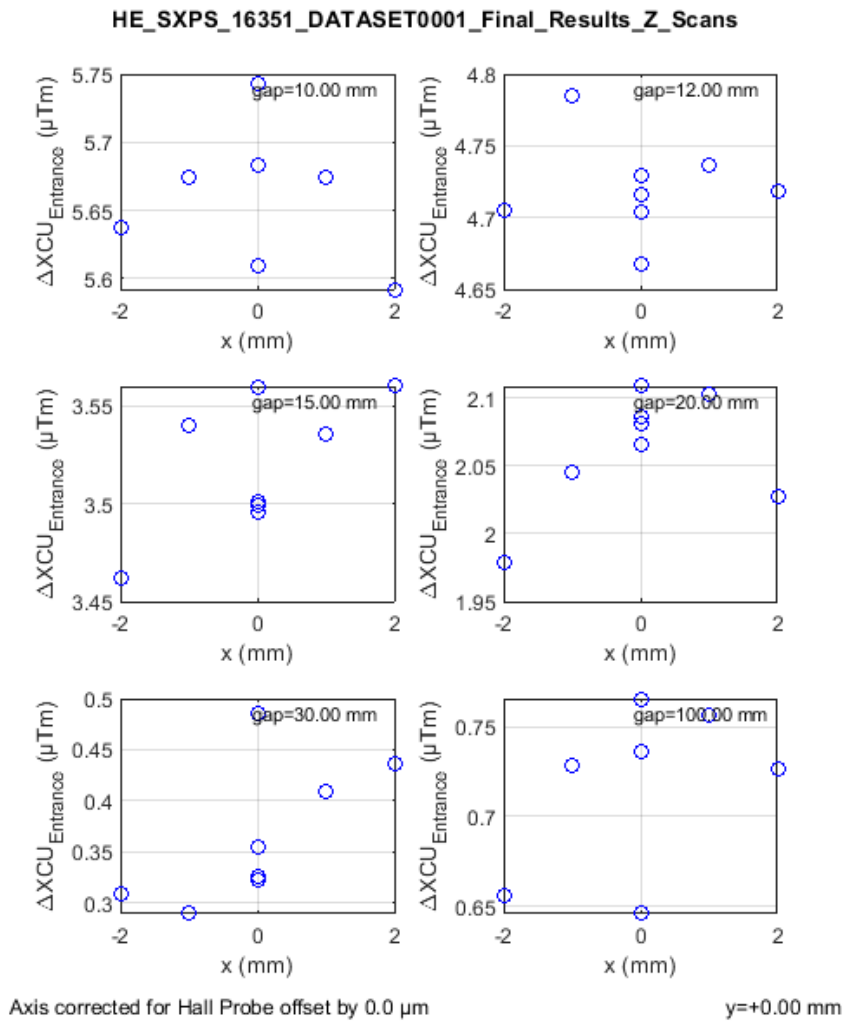 HE_SXPS_16351_DATASET0001_Final_Results_Z_Scans
ΔXCU_Entrance (μTm)
5.75
5.7
5.65
5.6
gap=10.00 mm
-2 0 2
x (mm)
ΔXCU_Entrance (μTm)
4.8
4.75
4.7
4.65
gap=12.00 mm
-2 0 2
x (mm)
ΔXCU_Entrance (μTm)
3.55
3.5
3.45
gap=15.00 mm
-2 0 2
x (mm)
ΔXCU_Entrance (μTm)
2.1
2.05
2
1.95
gap=20.00 mm
-2 0 2
x (mm)
ΔXCU_Entrance (μTm)
0.5
0.45
0.4
0.35
0.3
gap=30.00 mm
-2 0 2
x (mm)
ΔXCU_Entrance (μTm)
0.75
0.7
0.65
gap=100.00 mm
-2 0 2
x (mm)
Axis corrected for Hall Probe offset by 0.0 μm
y=+0.00 mm